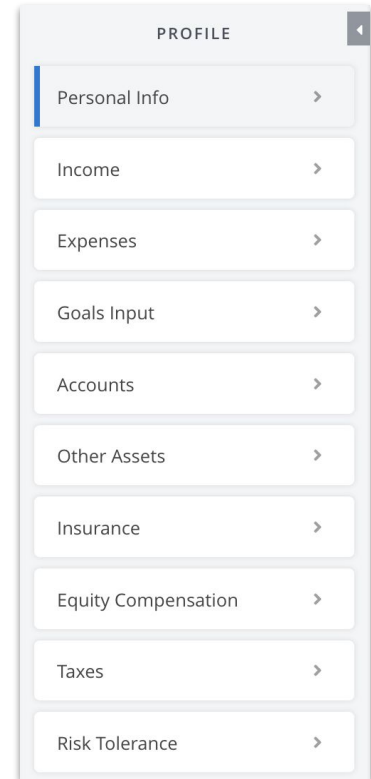 PROFILE
Personal Info
Income
Expenses
Goals Input
Accounts
Other Assets
Insurance
Equity Compensation
Taxes
Risk Tolerance